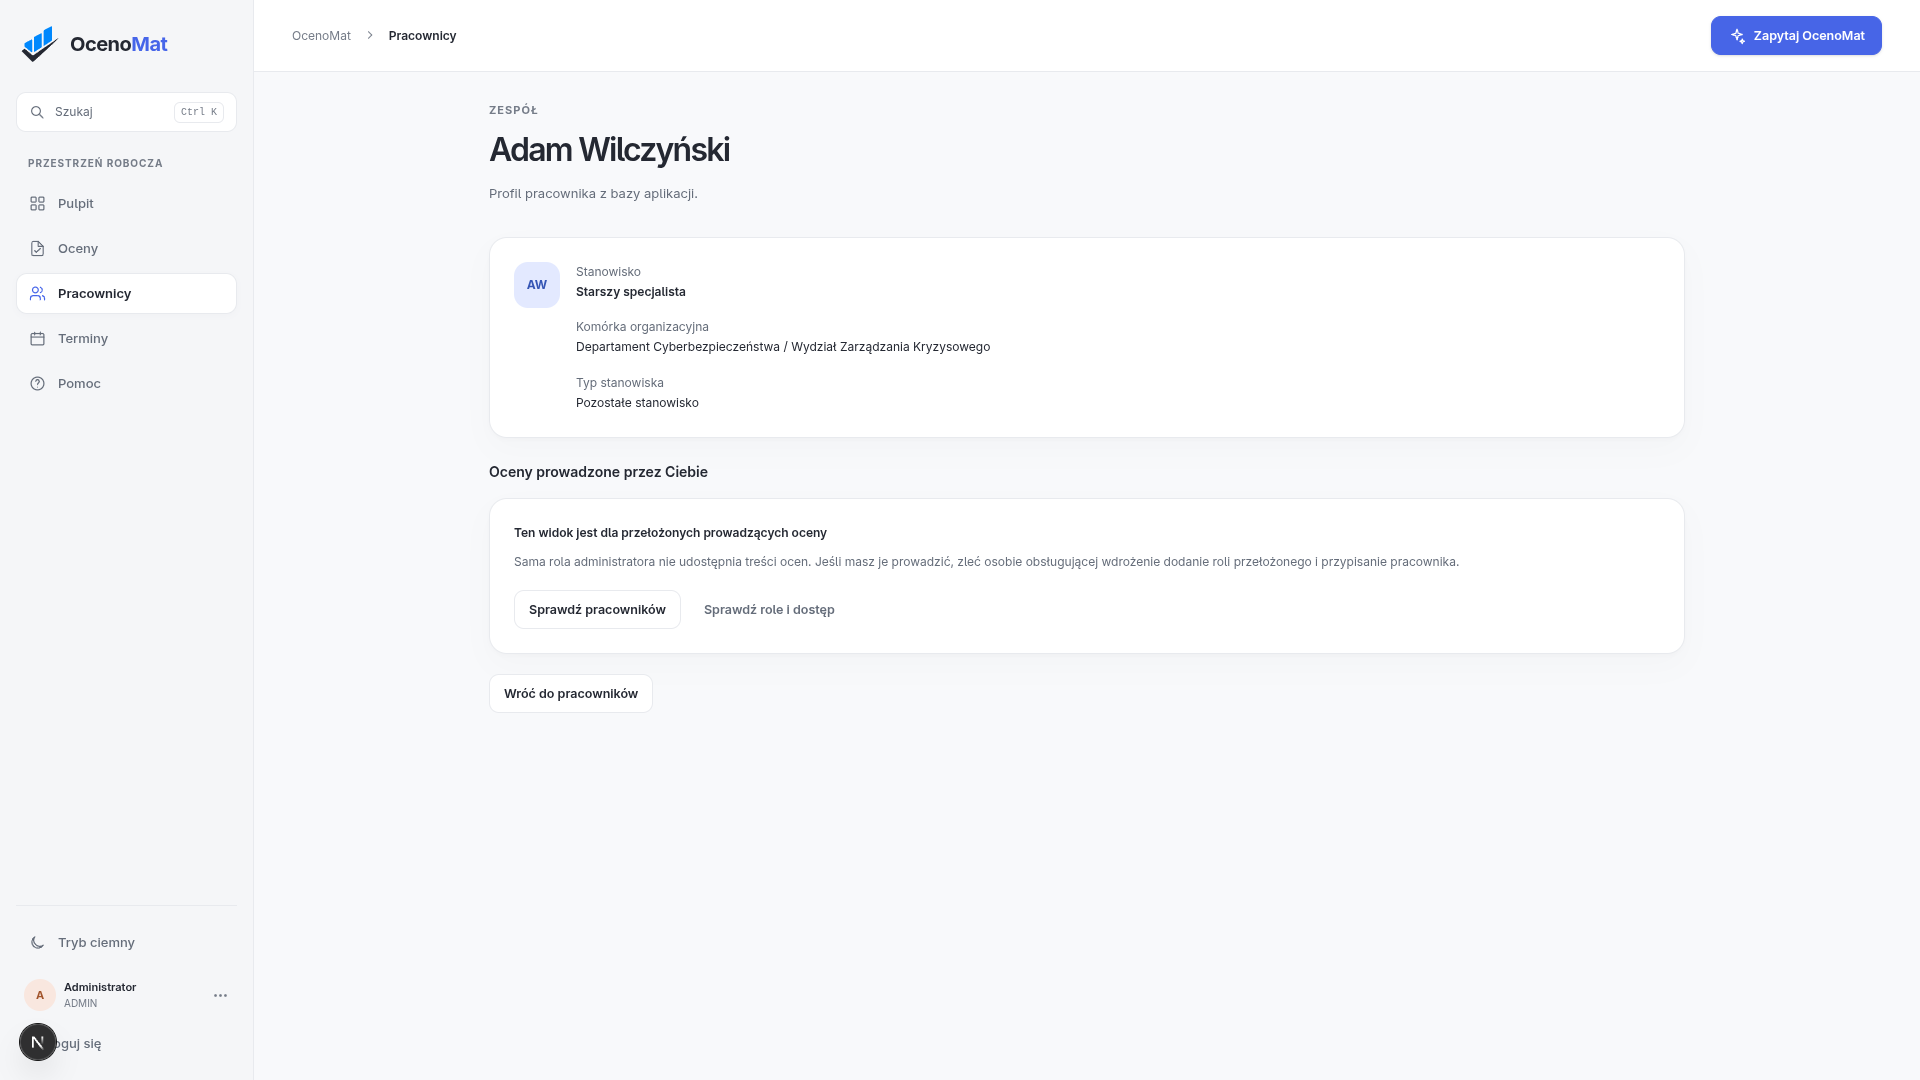 OcenoMat
Szukaj
Ctrl K
PRZESTRZEŃ ROBOCZA
Pulpit
Oceny
Pracownicy
Terminy
Pomoc
Tryb ciemny
A
Administrator
ADMIN
N
oguj się
OcenoMat
Pracownicy
Zapytaj OcenoMat
ZESPÓŁ
Adam Wilczyński
Profil pracownika z bazy aplikacji.
AW
Stanowisko
Starszy specjalista
Komórka organizacyjna
Departament Cyberbezpieczeństwa / Wydział Zarządzania Kryzysowego
Typ stanowiska
Pozostałe stanowisko
Oceny prowadzone przez Ciebie
Ten widok jest dla przełożonych prowadzących oceny
Sama rola administratora nie udostępnia treści ocen. Jeśli masz je prowadzić, zleć osobie obsługującej wdrożenie dodanie roli przełożonego i przypisanie pracownika.
Sprawdź pracowników
Sprawdź role i dostęp
Wróć do pracowników